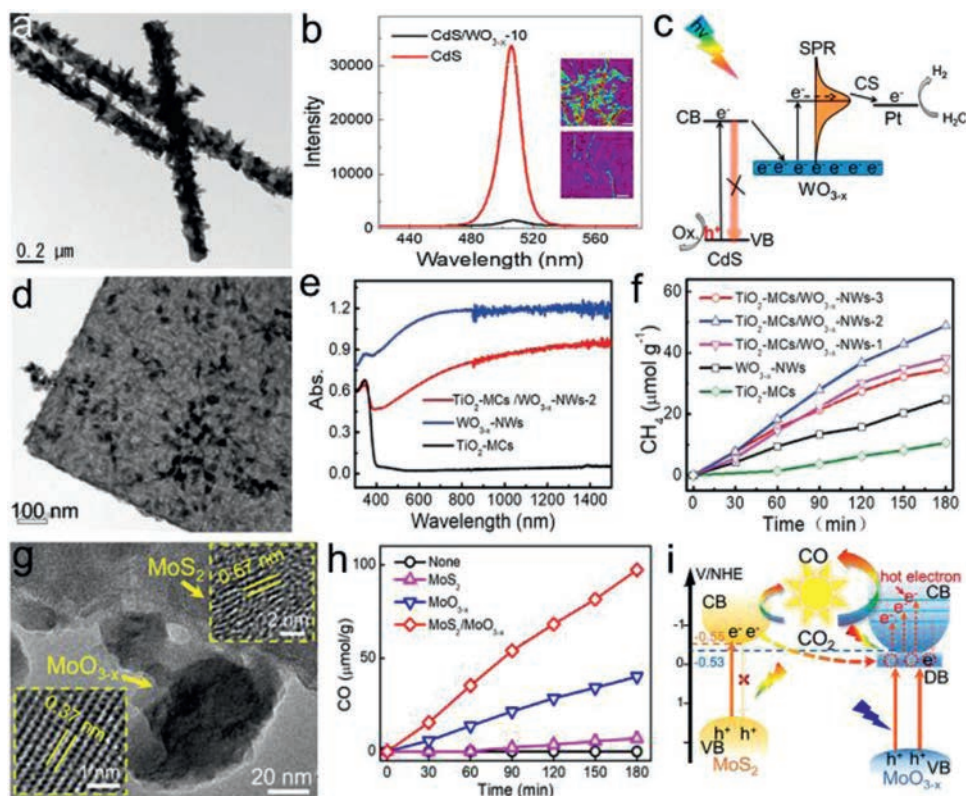 a
0.2 μm
b
CdS/WO₃₋ₓ-10
CdS
30000
20000
10000
0
Intensity
440
480
520
560
Wavelength (nm)
c
hν
SPR
CS
e⁻
e⁻
H₂
Pt
H₂O
CB
e⁻
e⁻ e⁻ e⁻ e⁻ e⁻ e⁻
WO₃₋ₓ
Ox.
h⁺
VB
CdS
d
100 nm
e
1.2
0.9
0.6
0.3
0.0
Abs.
TiO₂-MCs /WO₃₋ₓ-NWs-2
WO₃₋ₓ-NWs
TiO₂-MCs
400 600 800 1000 1200 1400
Wavelength (nm)
f
60
40
20
0
CH₄ (μmol g⁻¹)
TiO₂-MCs/WO₃₋ₓ-NWs-3
TiO₂-MCs/WO₃₋ₓ-NWs-2
TiO₂-MCs/WO₃₋ₓ-NWs-1
WO₃₋ₓ-NWs
TiO₂-MCs
0 30 60 90 120 150 180
Time (min)
g
MoS₂
0.67 nm
2 nm
MoO₃₋ₓ
0.37 nm
1 nm
20 nm
h
100
50
0
CO (μmol/g)
None
MoS₂
MoO₃₋ₓ
MoS₂/MoO₃₋ₓ
0 30 60 90 120 150 180
Time (min)
i
V/NHE
CO
hot electron
CB
CB
e⁻
e⁻
e⁻
-1
e⁻ e⁻
CO₂
-0.55
-0.53
0
e⁻
DB
1
h⁺ h⁺
VB
MoS₂
h⁺ h⁺
VB
MoO₃₋ₓ